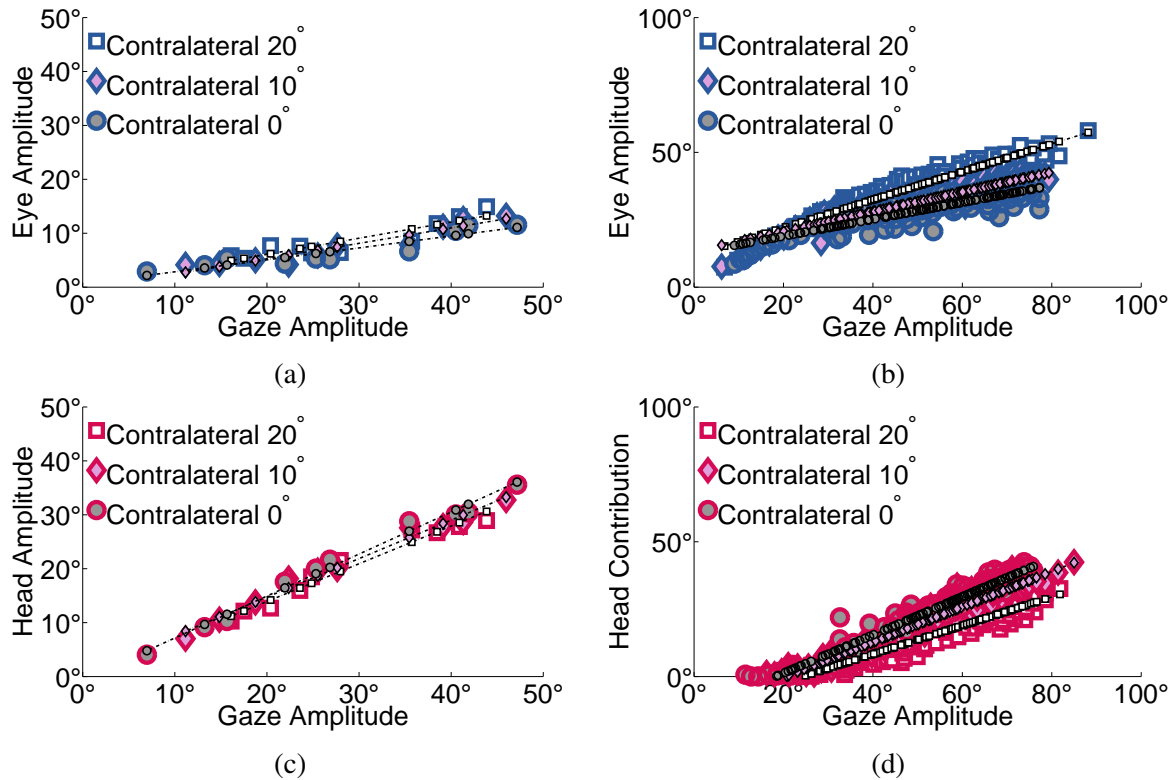 50°
40°
30°
20°
10°
0°
Eye Amplitude
Contralateral 20°
Contralateral 10°
Contralateral 0°
0° 10° 20° 30° 40° 50°
Gaze Amplitude
(a)
100°
50°
0°
Eye Amplitude
Contralateral 20°
Contralateral 10°
Contralateral 0°
0° 20° 40° 60° 80° 100°
Gaze Amplitude
(b)
50°
40°
30°
20°
10°
0°
Head Amplitude
Contralateral 20°
Contralateral 10°
Contralateral 0°
0° 10° 20° 30° 40° 50°
Gaze Amplitude
(c)
100°
50°
0°
Head Contribution
Contralateral 20°
Contralateral 10°
Contralateral 0°
0° 20° 40° 60° 80° 100°
Gaze Amplitude
(d)